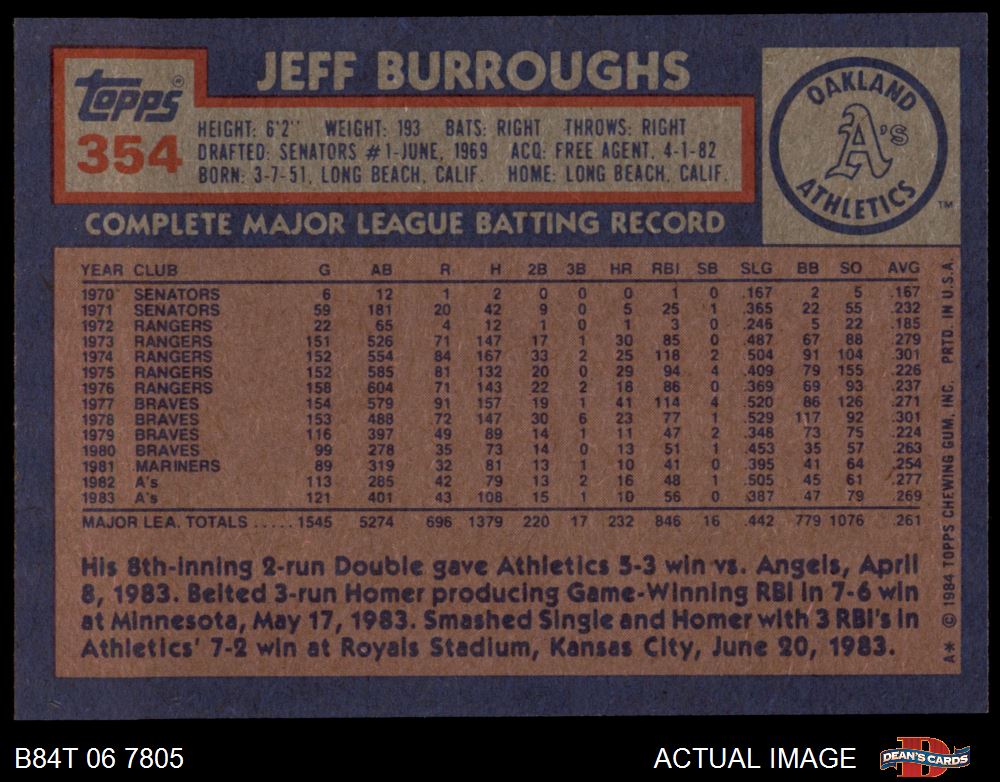 topps®
354
JEFF BURROUGHS
HEIGHT: 6'2'' WEIGHT: 193 BATS: RIGHT THROWS: RIGHT
DRAFTED: SENATORS #1-JUNE, 1969 ACQ: FREE AGENT, 4-1-82
BORN: 3-7-51, LONG BEACH, CALIF. HOME: LONG BEACH, CALIF.
OAKLAND
A's
ATHLETICS
TM
COMPLETE MAJOR LEAGUE BATTING RECORD
YEAR CLUB G AB R H 2B 3B HR RBI SB SLG BB SO AVG
1970 SENATORS 6 12 1 2 0 0 0 1 0 .167 2 5 .167
1971 SENATORS 59 181 20 42 9 0 5 25 1 .365 22 55 .232
1972 RANGERS 22 65 4 12 1 0 1 3 0 .246 5 22 .185
1973 RANGERS 151 526 71 147 17 1 30 85 0 .487 67 88 .279
1974 RANGERS 152 554 84 167 33 2 25 118 2 .504 91 104 .301
1975 RANGERS 152 585 81 132 20 0 29 94 4 .409 79 155 .226
1976 RANGERS 158 604 71 143 22 2 18 86 0 .369 69 93 .237
1977 BRAVES 154 579 91 157 19 1 41 114 4 .520 86 126 .271
1978 BRAVES 153 488 72 147 30 6 23 77 1 .529 117 92 .301
1979 BRAVES 116 397 49 89 14 1 11 47 2 .348 73 75 .224
1980 BRAVES 99 278 35 73 14 0 13 51 1 .453 35 57 .263
1981 MARINERS 89 319 32 81 13 1 10 41 0 .395 41 64 .254
1982 A's 113 285 42 79 13 2 16 48 1 .505 45 61 .277
1983 A's 121 401 43 108 15 1 10 56 0 .387 47 79 .269
MAJOR LEA. TOTALS ..... 1545 5274 696 1379 220 17 232 846 16 .442 779 1076 .261
His 8th-inning 2-run Double gave Athletics 5-3 win vs. Angels, April
8, 1983. Belted 3-run Homer producing Game-Winning RBI in 7-6 win
at Minnesota, May 17, 1983. Smashed Single and Homer with 3 RBI's in
Athletics' 7-2 win at Royals Stadium, Kansas City, June 20, 1983.
A* © 1984 TOPPS CHEWING GUM, INC. PRTD. IN U.S.A.
B84T 06 7805
ACTUAL IMAGE
DEAN'S CARDS